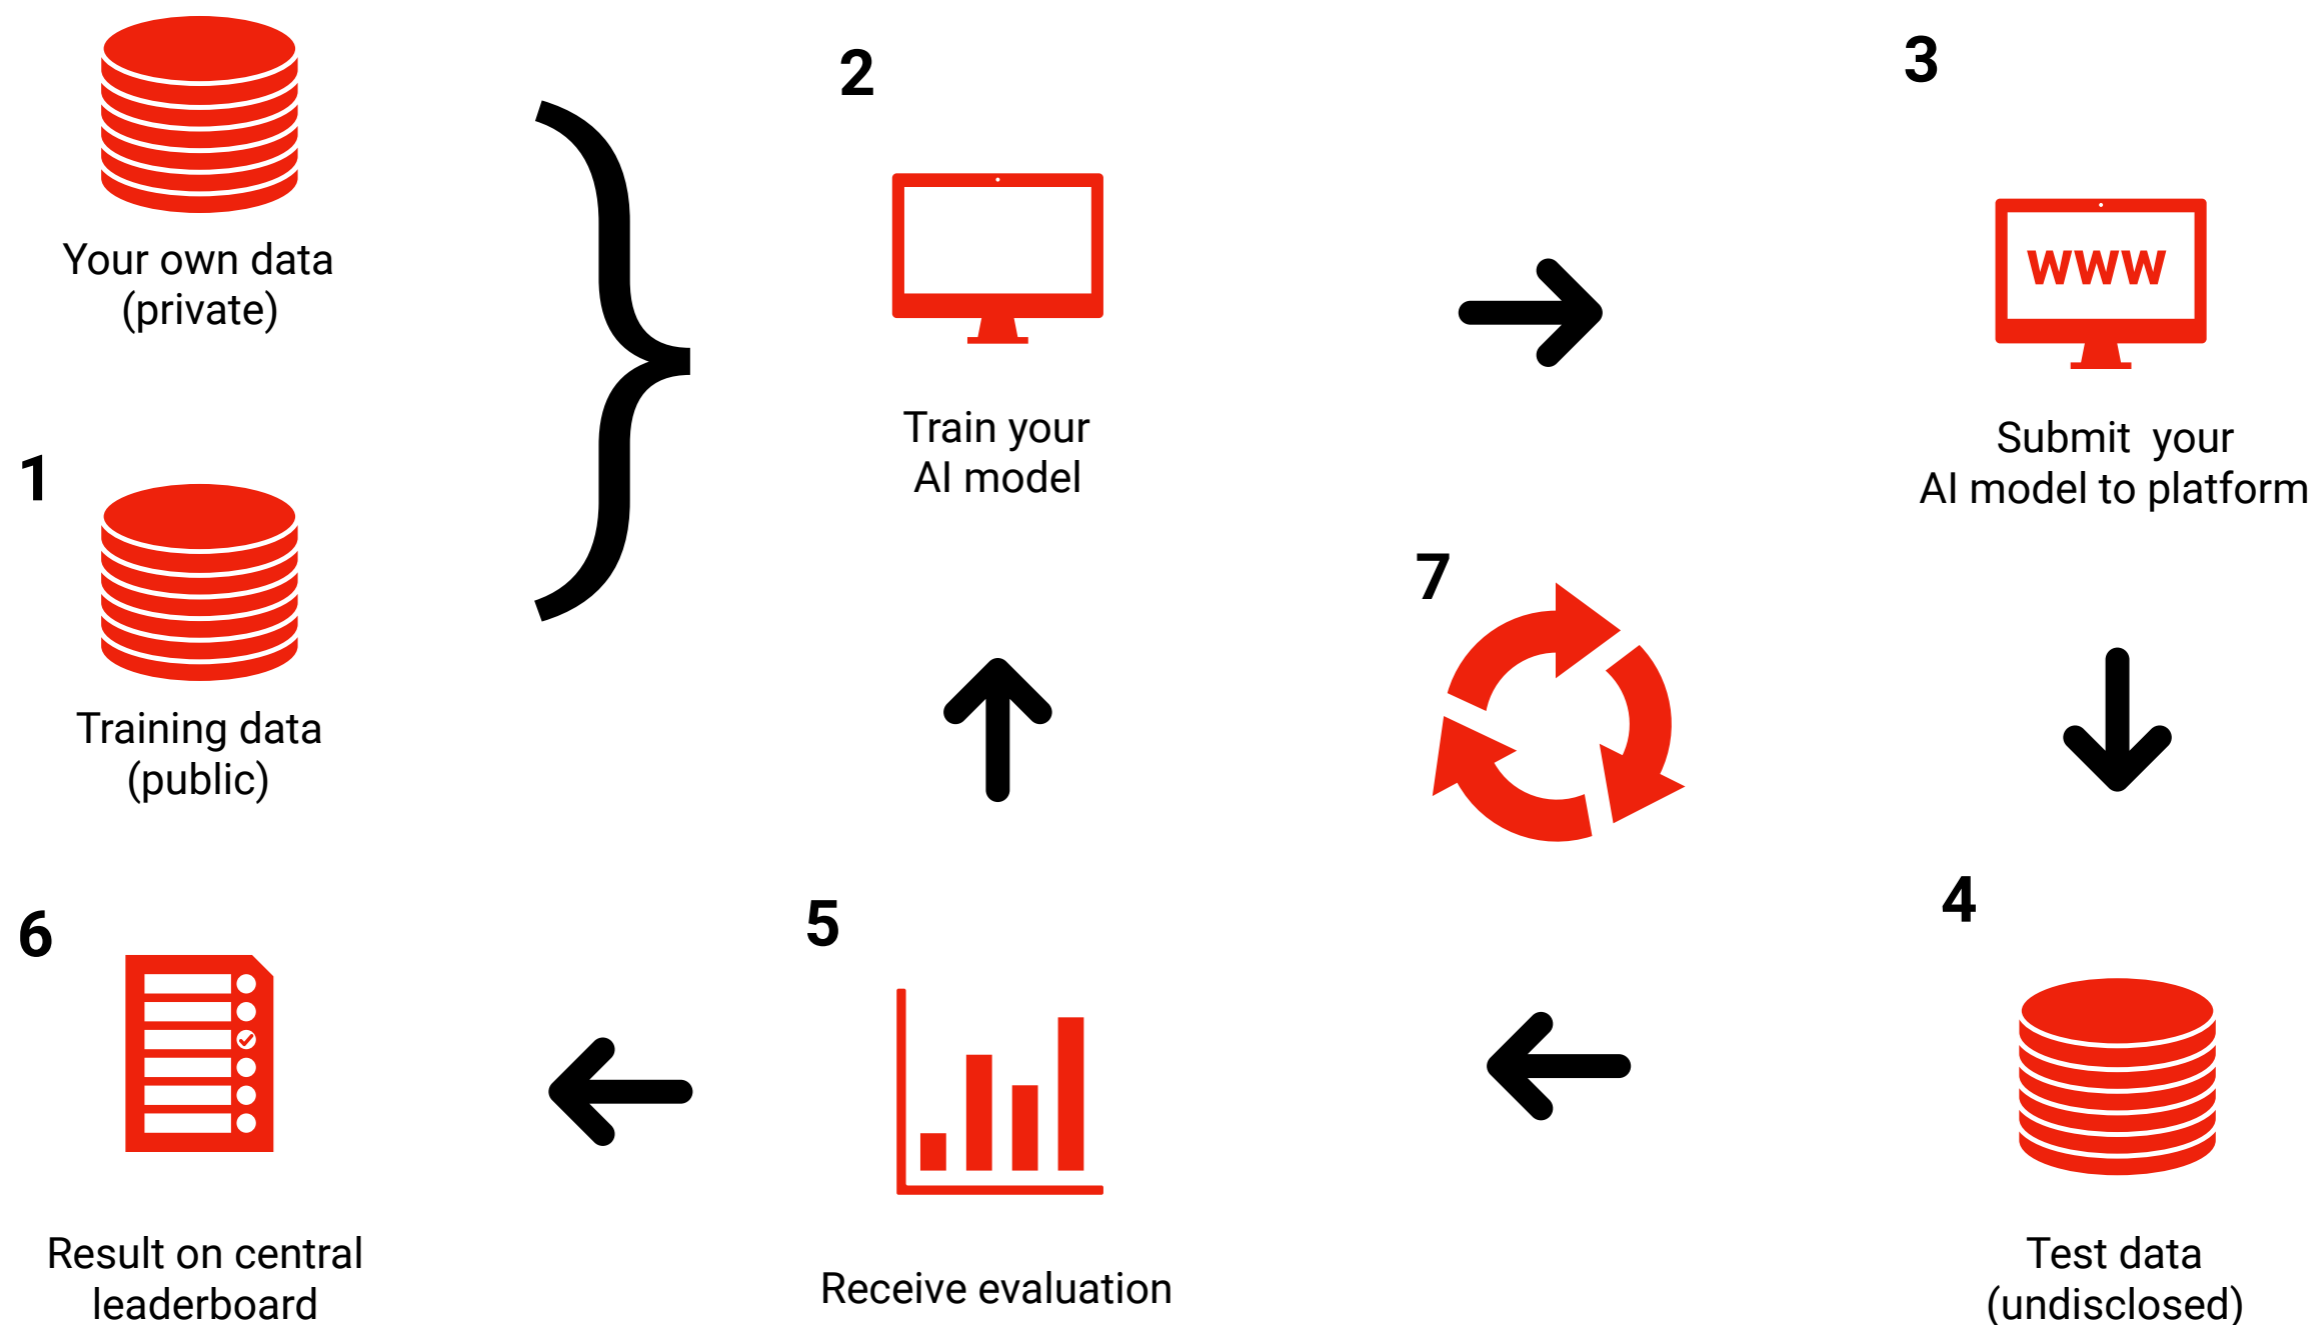 Your own data
(private)
1
Training data
(public)
2
Train your
AI model
3
www
Submit  your
AI model to platform
7
4
Test data
(undisclosed)
5
Receive evaluation
6
Result on central
leaderboard